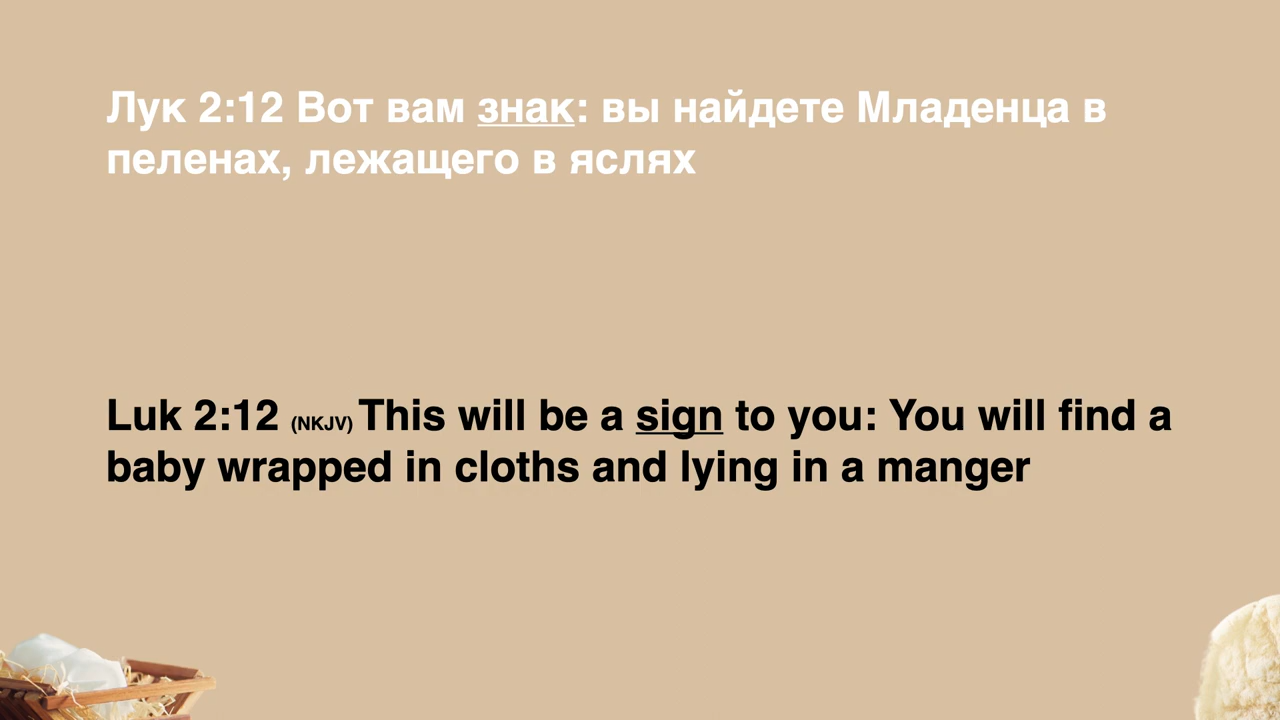 Лук 2:12 Вот вам знак: вы найдете Младенца в
пеленах, лежащего в яслях
Luk 2:12 (NKJV) This will be a sign to you: You will find a
baby wrapped in cloths and lying in a manger